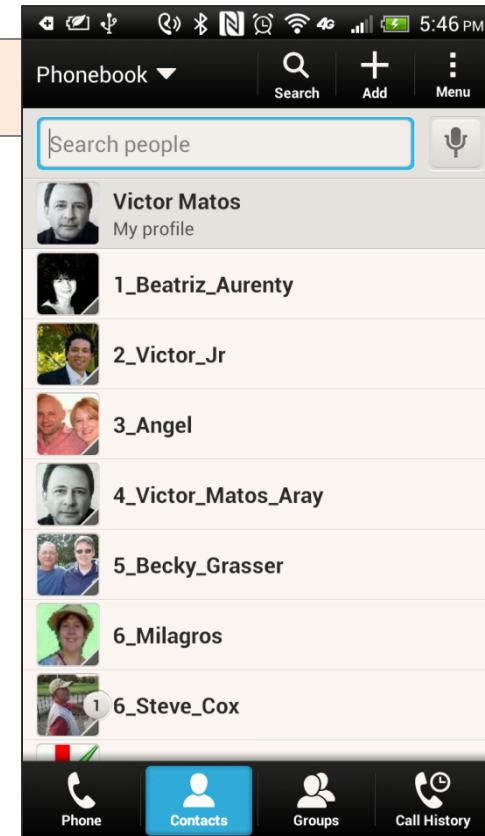 4G 5:46 PM
Phonebook
Search Add Menu
Search people
Victor Matos
My profile
1_Beatriz_Aurenty
2_Victor_Jr
3_Angel
4_Victor_Matos_Aray
5_Becky_Grasser
6_Milagros
1 6_Steve_Cox
Phone Contacts Groups Call History